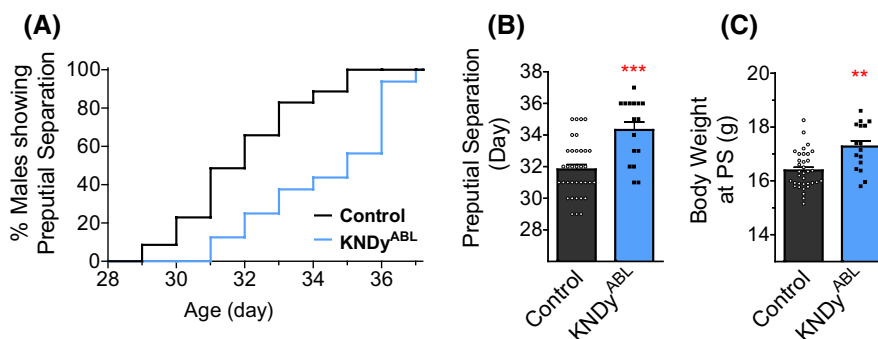 (A)
% Males showing
Preputial Separation
100
80
60
40
20
0
28
30
32
34
36
Age (day)
Control
KNDy^ABL
(B)
Preputial Separation
(Day)
38
36
34
32
30
28
***
Control
KNDy^ABL
(C)
Body Weight
at PS (g)
20
18
16
14
13
**
Control
KNDy^ABL